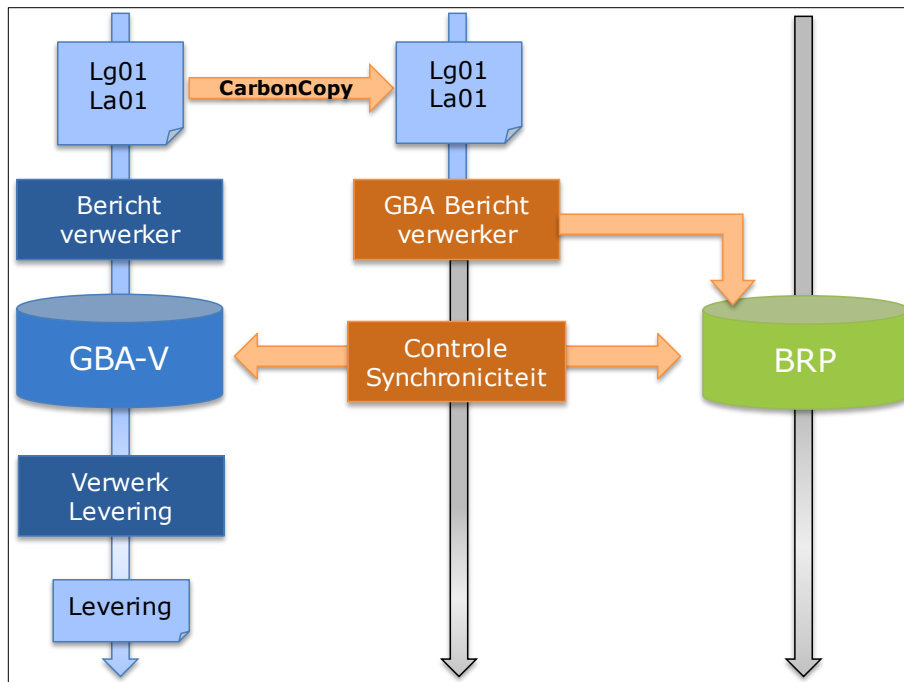 Lg01
La01
CarbonCopy
Lg01
La01
Bericht
verwerker
GBA Bericht
verwerker
GBA-V
Controle
Synchroniciteit
BRP
Verwerk
Levering
Levering